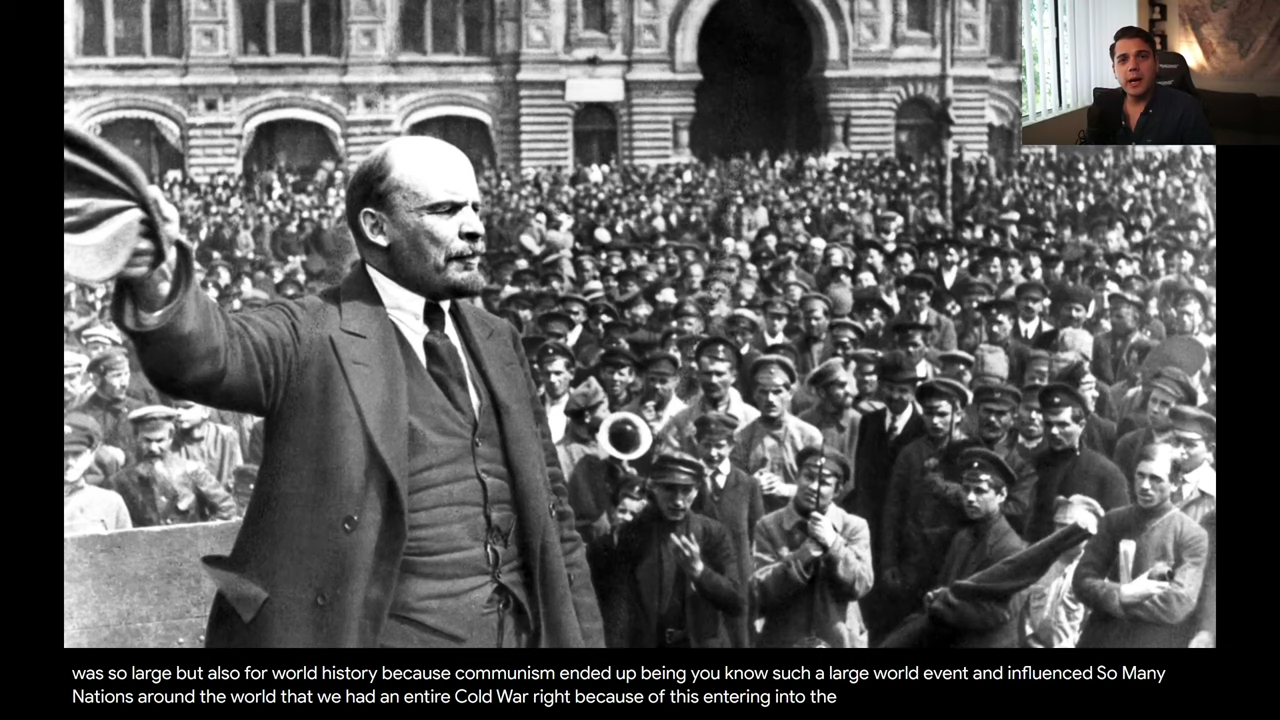 was so large but also for world history because communism ended up being you know such a large world event and influenced So Many
Nations around the world that we had an entire Cold War right because of this entering into the